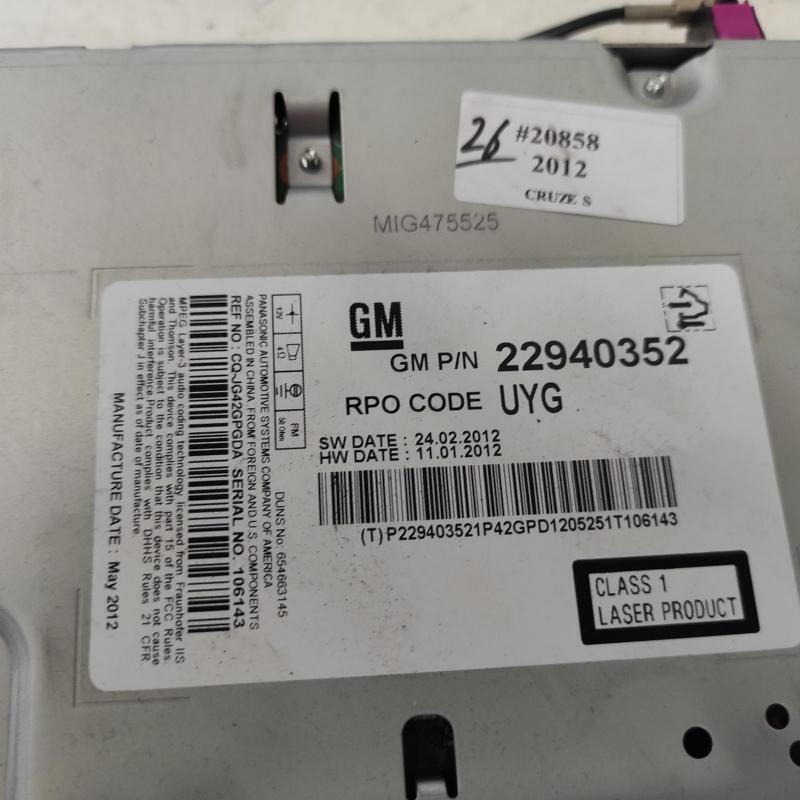 26 #20858
2012
CRUZE S
MIG475525
GM
GM P/N 22940352
RPO CODE UYG
SW DATE : 24.02.2012
HW DATE : 11.01.2012
(T)P229403521P42GPD1205251T106143
CLASS 1
LASER PRODUCT
12V
4Ω
FM
50 Ohm
DUNS No: 654663145
PANASONIC AUTOMOTIVE SYSTEMS COMPANY OF AMERICA
ASSEMBLED IN CHINA, FROM FOREIGN AND U.S. COMPONENTS
REF NO.: CQ-JG42GPGDA SERIAL NO. 106143
MPEG Layer-3 audio coding technology licensed from Fraunhofer IIS
and Thomson. This device complies with part 15 of the FCC Rules.
Operation is subject to the condition that this device does not cause
harmful interference.Product complies with DHHS Rules 21 CFR
Subchapter J in effect as of date of manufacture.
MANUFACTURE DATE : May 2012